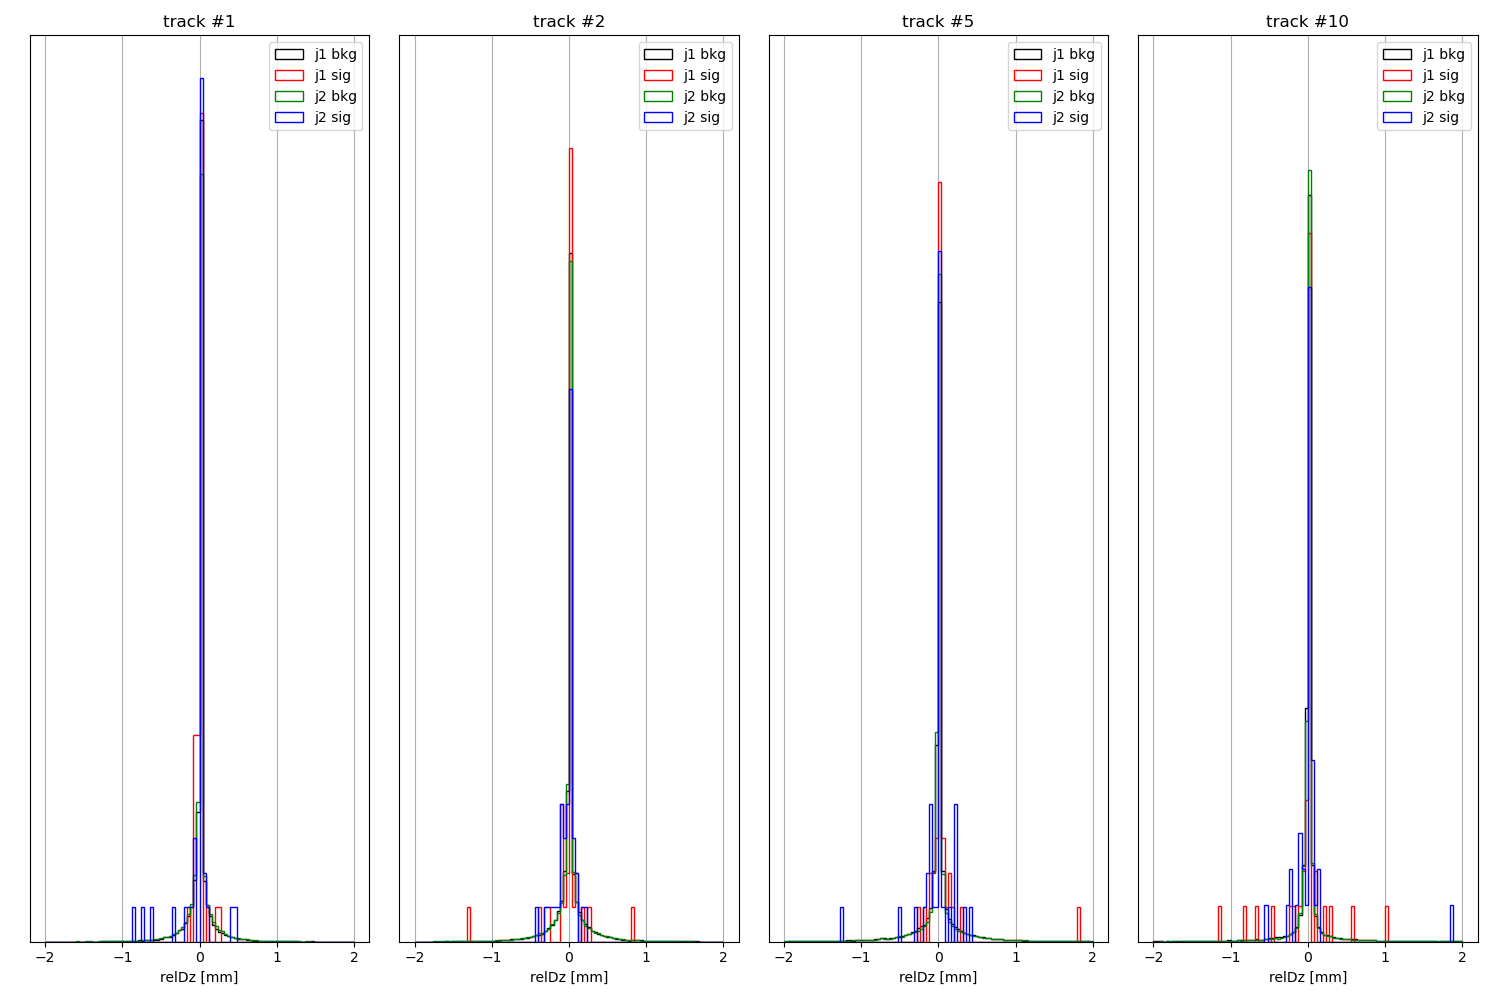 track #1
j1 bkg
j1 sig
j2 bkg
j2 sig
−2
−1
0
1
2
relDz [mm]
track #2
j1 bkg
j1 sig
j2 bkg
j2 sig
−2
−1
0
1
2
relDz [mm]
track #5
j1 bkg
j1 sig
j2 bkg
j2 sig
−2
−1
0
1
2
relDz [mm]
track #10
j1 bkg
j1 sig
j2 bkg
j2 sig
−2
−1
0
1
2
relDz [mm]